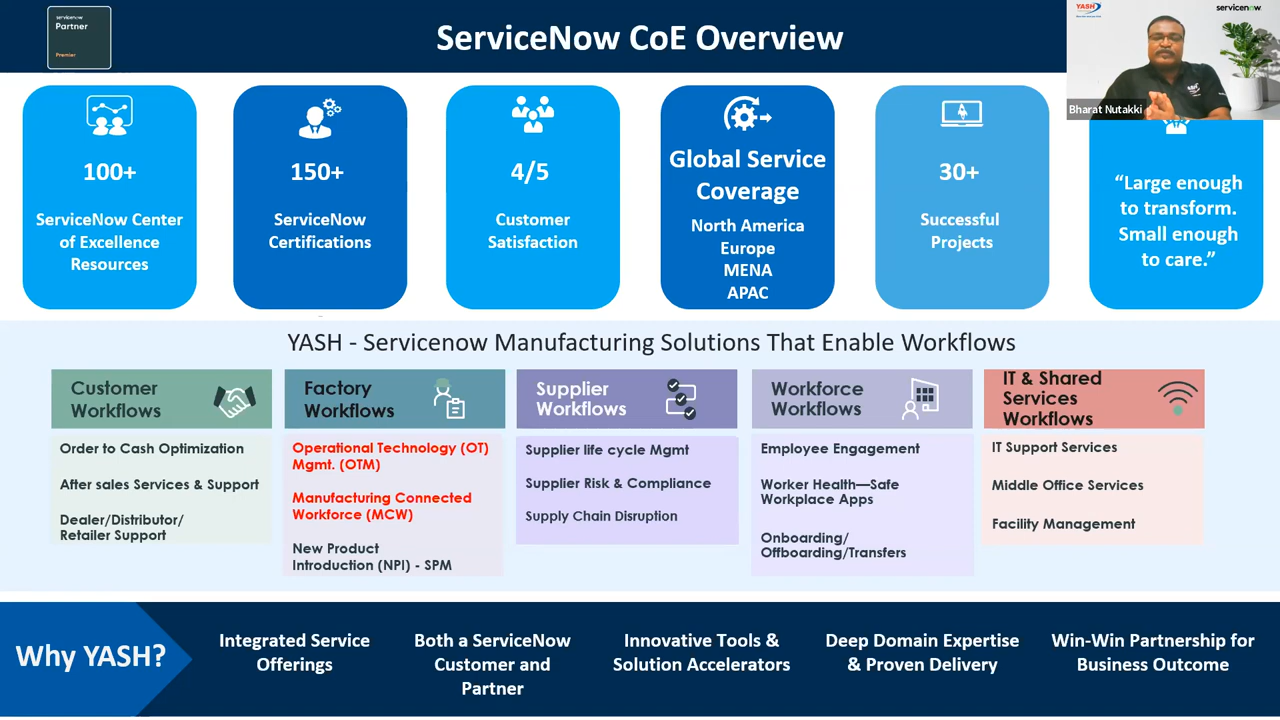 servicenow
Partner
Premier
ServiceNow CoE Overview
YASH
servicenow
Bharat Nutakki
100+
ServiceNow Center
of Excellence
Resources
150+
ServiceNow
Certifications
4/5
Customer
Satisfaction
Global Service
Coverage
North America
Europe
MENA
APAC
30+
Successful
Projects
“Large enough
to transform.
Small enough
to care.”
YASH - Servicenow Manufacturing Solutions That Enable Workflows
Customer
Workflows
Order to Cash Optimization
After sales Services & Support
Dealer/Distributor/
Retailer Support
Factory
Workflows
Operational Technology (OT)
Mgmt. (OTM)
Manufacturing Connected
Workforce (MCW)
New Product
Introduction (NPI) - SPM
Supplier
Workflows
Supplier life cycle Mgmt
Supplier Risk & Compliance
Supply Chain Disruption
Workforce
Workflows
Employee Engagement
Worker Health—Safe
Workplace Apps
Onboarding/
Offboarding/Transfers
IT & Shared
Services
Workflows
IT Support Services
Middle Office Services
Facility Management
Why YASH?
Integrated Service
Offerings
Both a ServiceNow
Customer and
Partner
Innovative Tools &
Solution Accelerators
Deep Domain Expertise
& Proven Delivery
Win-Win Partnership for
Business Outcome